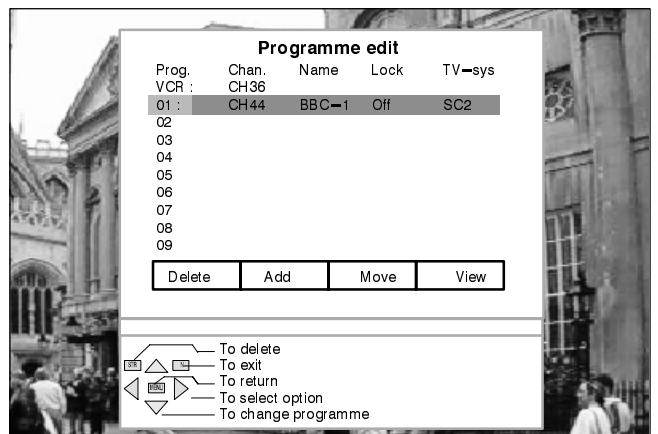 Programme edit
Prog. Chan. Name Lock TV-sys
VCR : CH36
01 : CH44 BBC-1 Off SC2
02
03
04
05
06
07
08
09
Delete Add Move View
To delete
STR N To exit
MENU To return
To select option
To change programme